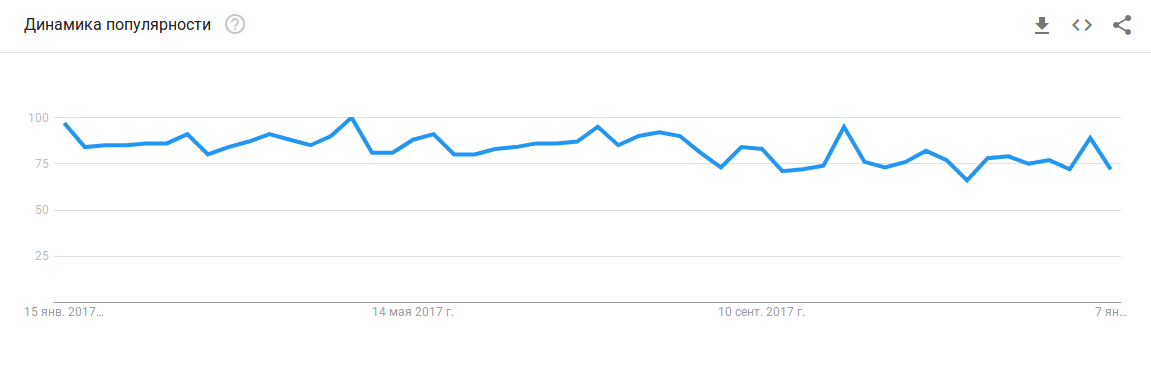 Динамика популярности ?
100
75
50
25
15 янв. 2017…
14 мая 2017 г.
10 сент. 2017 г.
7 ян…